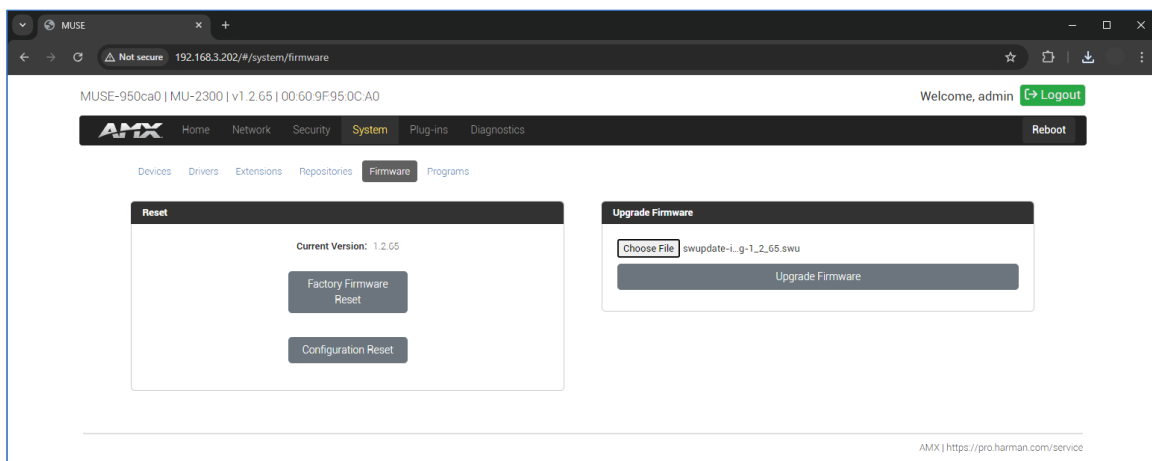 MUSE
Not secure 192.168.3.202/#/system/firmware
MUSE-950ca0 | MU-2300 | v1.2.65 | 00:60:9F:95:0C:A0
Welcome, admin Logout
AMX Home Network Security System Plug-ins Diagnostics Reboot
Devices Drivers Extensions Repositories Firmware Programs
Reset
Current Version: 1.2.65
Factory Firmware
Reset
Configuration Reset
Upgrade Firmware
Choose File swupdate-i...g-1_2_65.swu
Upgrade Firmware
AMX | https://pro.harman.com/service